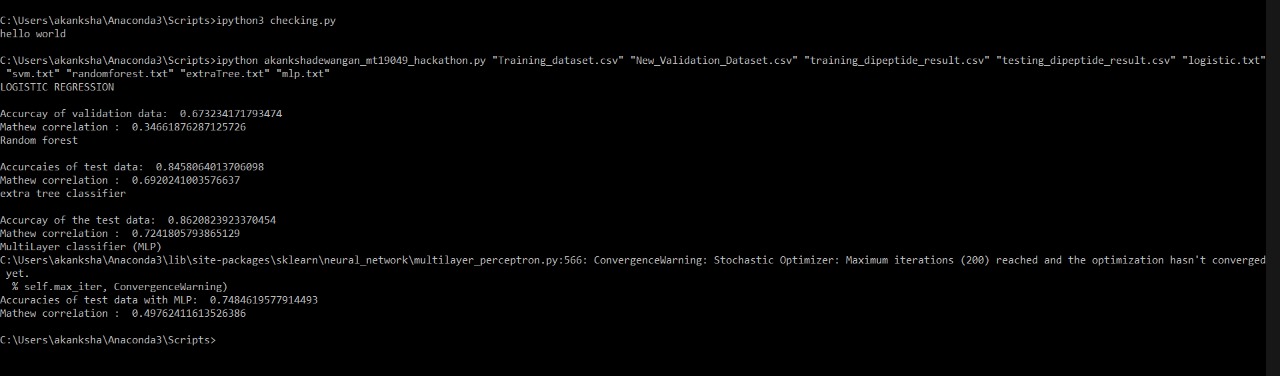 C:\Users\akanksha\Anaconda3\Scripts>ipython3 checking.py
hello world
C:\Users\akanksha\Anaconda3\Scripts>ipython akankshadewangan_mt19049_hackathon.py "Training_dataset.csv" "New_Validation_Dataset.csv" "training_dipeptide_result.csv" "testing_dipeptide_result.csv" "logistic.txt"
"svm.txt" "randomforest.txt" "extraTree.txt" "mlp.txt"
LOGISTIC REGRESSION
Accurcay of validation data:  0.673234171793474
Mathew correlation :  0.34661876287125726
Random forest
Accurcaies of test data:  0.8458064013706098
Mathew correlation :  0.6920241003576637
extra tree classifier
Accurcay of the test data:  0.8620823923370454
Mathew correlation :  0.7241805793865129
MultiLayer classifier (MLP)
C:\Users\akanksha\Anaconda3\lib\site-packages\sklearn\neural_network\multilayer_perceptron.py:566: ConvergenceWarning: Stochastic Optimizer: Maximum iterations (200) reached and the optimization hasn't converged
yet.
% self.max_iter, ConvergenceWarning)
Accuracies of test data with MLP:  0.7484619577914493
Mathew correlation :  0.49762411613526386
C:\Users\akanksha\Anaconda3\Scripts>